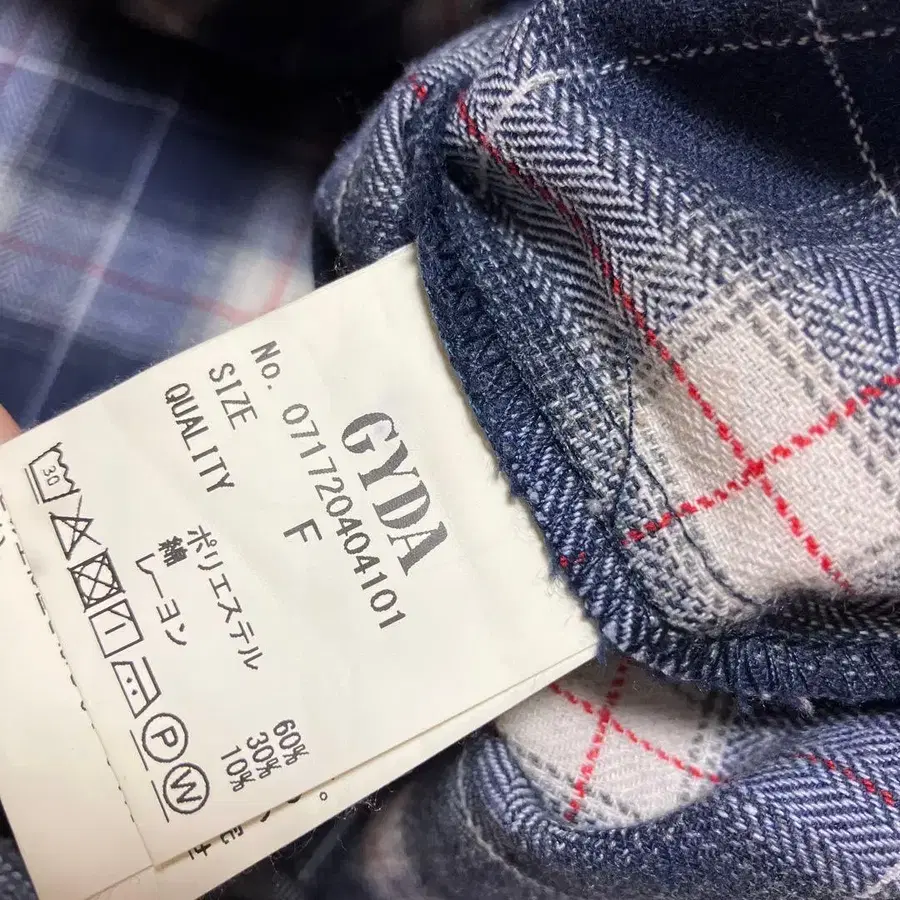 GYDA
No. 071720404101
SIZE F
QUALITY
ポリエステル 60%
綿 30%
レーヨン 10%
30
P
W